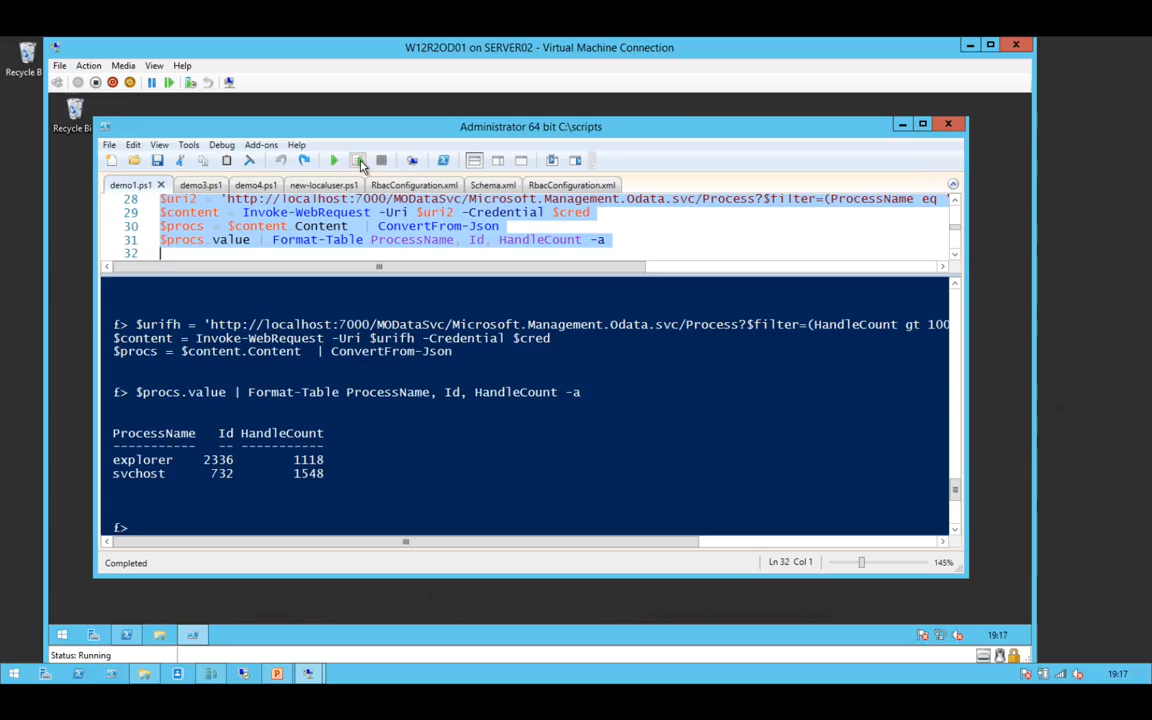 W12R2OD01 on SERVER02 - Virtual Machine Connection
File Action Media View Help
Recycle B
Recycle Bi
Administrator 64 bit C:\scripts
File Edit View Tools Debug Add-ons Help
demo1.ps1 demo3.ps1 demo4.ps1 new-localuser.ps1 RbacConfiguration.xml Schema.xml RbacConfiguration.xml
28 $uri2 = 'http://localhost:7000/MODataSvc/Microsoft.Management.Odata.svc/Process?$filter=(ProcessName eq '
29 $content = Invoke-WebRequest -Uri $uri2 -Credential $cred
30 $procs = $content.Content | ConvertFrom-Json
31 $procs.value | Format-Table ProcessName, Id, HandleCount -a
32
£> $urifh = 'http://localhost:7000/MODataSvc/Microsoft.Management.Odata.svc/Process?$filter=(HandleCount gt 100
$content = Invoke-WebRequest -Uri $urifh -Credential $cred
$procs = $content.Content | ConvertFrom-Json
£> $procs.value | Format-Table ProcessName, Id, HandleCount -a
ProcessName Id HandleCount
----------- -- -----------
explorer 2336 1118
svchost 732 1548
£>
Completed Ln 32 Col 1 145%
19:17
Status: Running
19:17